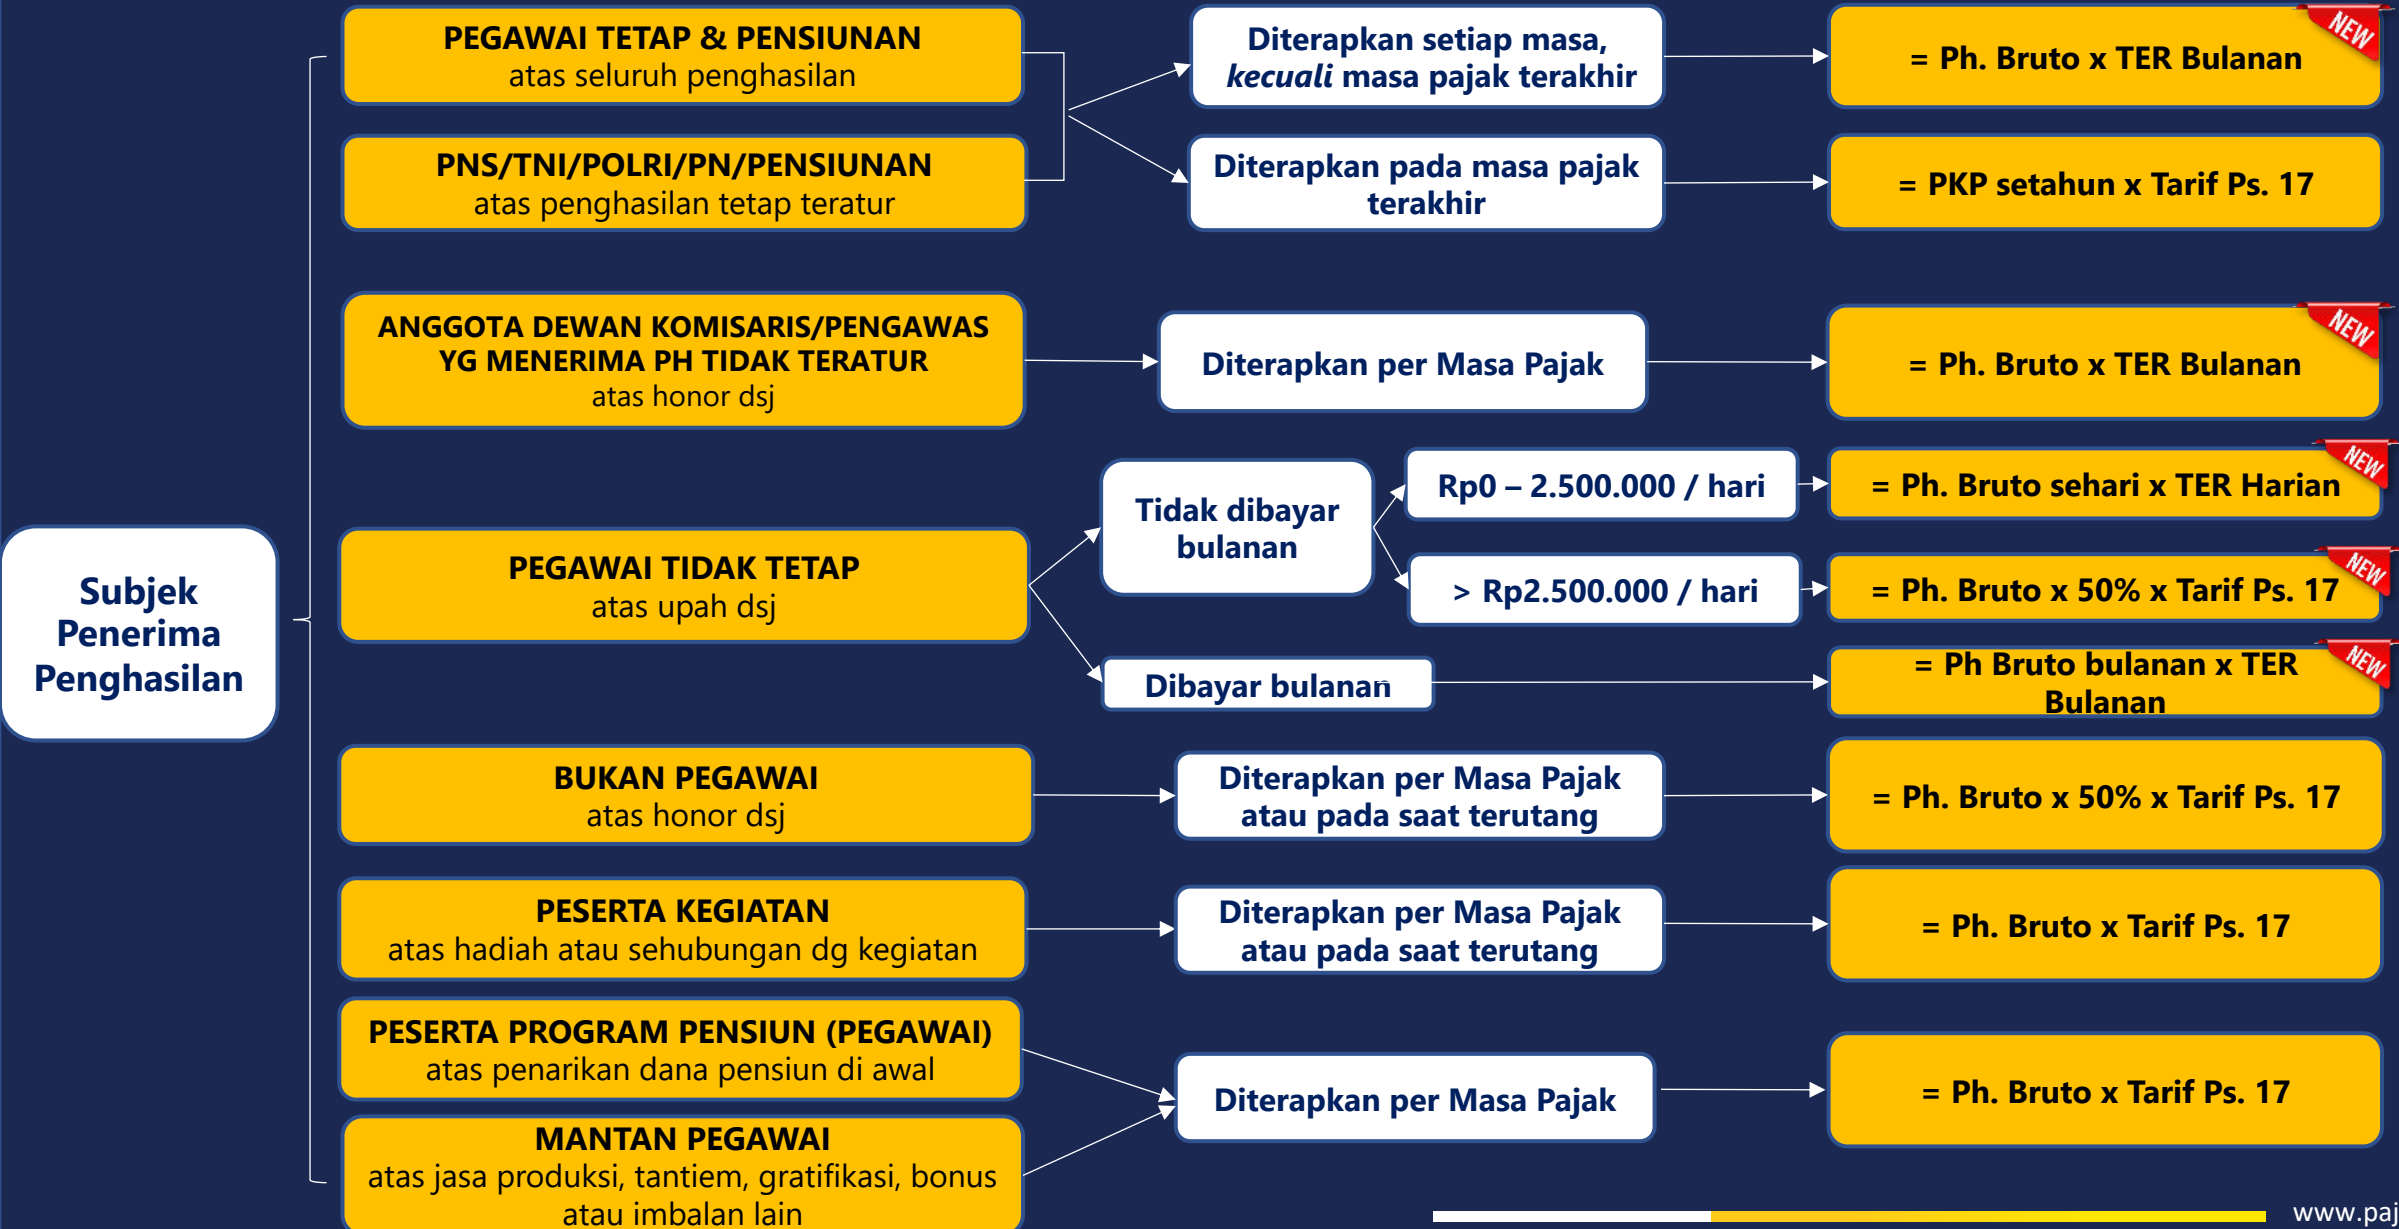 Subjek
Penerima
Penghasilan
PEGAWAI TETAP & PENSIUNAN
atas seluruh penghasilan
Diterapkan setiap masa,
kecuali masa pajak terakhir
= Ph. Bruto x TER Bulanan
NEW
PNS/TNI/POLRI/PN/PENSIUNAN
atas penghasilan tetap teratur
Diterapkan pada masa pajak
terakhir
= PKP setahun x Tarif Ps. 17
ANGGOTA DEWAN KOMISARIS/PENGAWAS
YG MENERIMA PH TIDAK TERATUR
atas honor dsj
Diterapkan per Masa Pajak
= Ph. Bruto x TER Bulanan
NEW
PEGAWAI TIDAK TETAP
atas upah dsj
Tidak dibayar
bulanan
Rp0 – 2.500.000 / hari
= Ph. Bruto sehari x TER Harian
NEW
> Rp2.500.000 / hari
= Ph. Bruto x 50% x Tarif Ps. 17
NEW
Dibayar bulanan
= Ph Bruto bulanan x TER
Bulanan
NEW
BUKAN PEGAWAI
atas honor dsj
Diterapkan per Masa Pajak
atau pada saat terutang
= Ph. Bruto x 50% x Tarif Ps. 17
PESERTA KEGIATAN
atas hadiah atau sehubungan dg kegiatan
Diterapkan per Masa Pajak
atau pada saat terutang
= Ph. Bruto x Tarif Ps. 17
PESERTA PROGRAM PENSIUN (PEGAWAI)
atas penarikan dana pensiun di awal
MANTAN PEGAWAI
atas jasa produksi, tantiem, gratifikasi, bonus
atau imbalan lain
Diterapkan per Masa Pajak
= Ph. Bruto x Tarif Ps. 17
www.paj